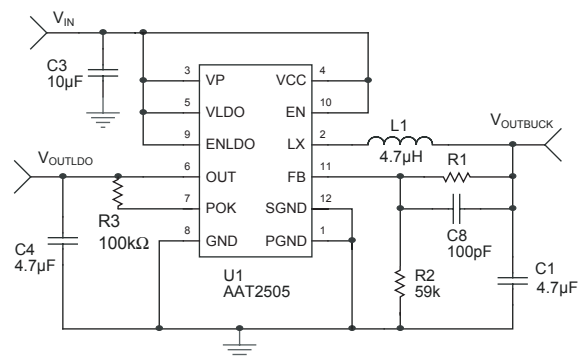 VIN
C3
10µF
3 VP VCC 4
5 VLDO EN 10
9 ENLDO LX 2
L1
4.7µH
VOUTBUCK
VOUTLDO
6 OUT FB 11
R1
7 POK SGND 12
R3
100kΩ
C8
100pF
8 GND PGND 1
C4
4.7µF
U1
AAT2505
R2
59k
C1
4.7µF